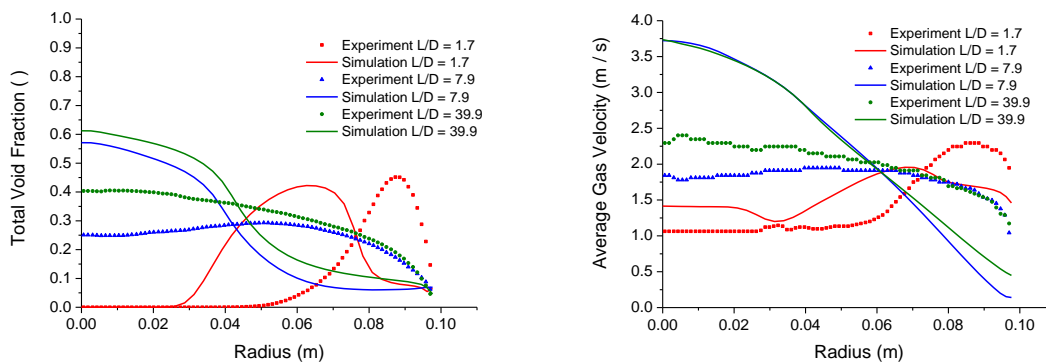 1.0
0.9
0.8
0.7
0.6
0.5
0.4
0.3
0.2
0.1
0.0
Total Void Fraction ( )
Experiment L/D = 1.7
Simulation L/D = 1.7
Experiment L/D = 7.9
Simulation L/D = 7.9
Experiment L/D = 39.9
Simulation L/D = 39.9
0.00 0.02 0.04 0.06 0.08 0.10
Radius (m)
4.0
3.5
3.0
2.5
2.0
1.5
1.0
0.5
0.0
Average Gas Velocity (m / s)
Experiment L/D = 1.7
Simulation L/D = 1.7
Experiment L/D = 7.9
Simulation L/D = 7.9
Experiment L/D = 39.9
Simulation L/D = 39.9
0.00 0.02 0.04 0.06 0.08 0.10
Radius (m)